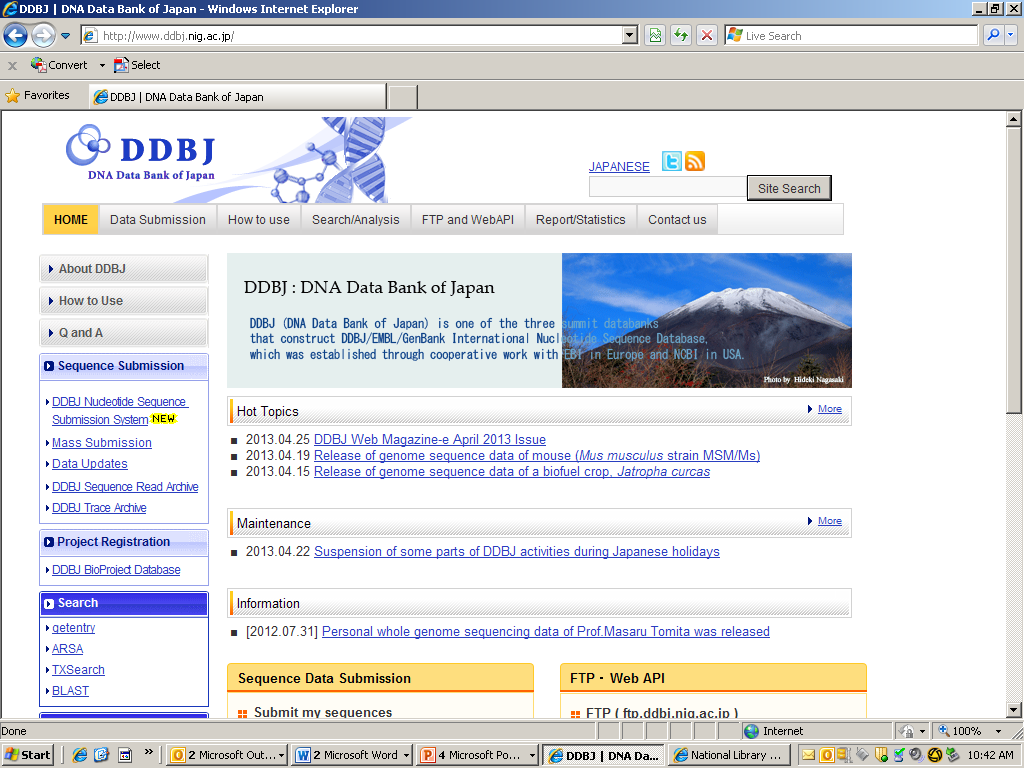 DDBJ | DNA Data Bank of Japan - Windows Internet Explorer
http://www.ddbj.nig.ac.jp/
Live Search
Convert
Select
Favorites
DDBJ | DNA Data Bank of Japan
DDBJ
DNA Data Bank of Japan
JAPANESE
Site Search
HOME Data Submission How to use Search/Analysis FTP and WebAPI Report/Statistics Contact us
About DDBJ
How to Use
Q and A
Sequence Submission
DDBJ Nucleotide Sequence
Submission System NEW
Mass Submission
Data Updates
DDBJ Sequence Read Archive
DDBJ Trace Archive
Project Registration
DDBJ BioProject Database
Search
getentry
ARSA
TXSearch
BLAST
DDBJ : DNA Data Bank of Japan
DDBJ (DNA Data Bank of Japan) is one of the three summit databanks
that construct DDBJ/EMBL/GenBank International Nucleotide Sequence Database,
which was established through cooperative work with EBI in Europe and NCBI in USA.
Photo by Hideki Nagasaki
Hot Topics
More
2013.04.25 DDBJ Web Magazine-e April 2013 Issue
2013.04.19 Release of genome sequence data of mouse (Mus musculus strain MSM/Ms)
2013.04.15 Release of genome sequence data of a biofuel crop, Jatropha curcas
Maintenance
More
2013.04.22 Suspension of some parts of DDBJ activities during Japanese holidays
Information
[2012.07.31] Personal whole genome sequencing data of Prof.Masaru Tomita was released
Sequence Data Submission
Submit my sequences
FTP・Web API
FTP ( ftp.ddbj.nig.ac.jp )
Done
Internet
100%
Start
2 Microsoft Out...
2 Microsoft Word
4 Microsoft Po...
DDBJ | DNA Da...
National Library ...
10:42 AM